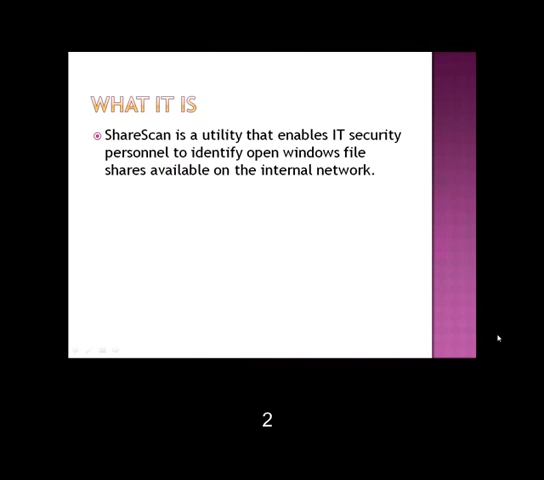 WHAT IT IS
ShareScan is a utility that enables IT security
personnel to identify open windows file
shares available on the internal network.
2